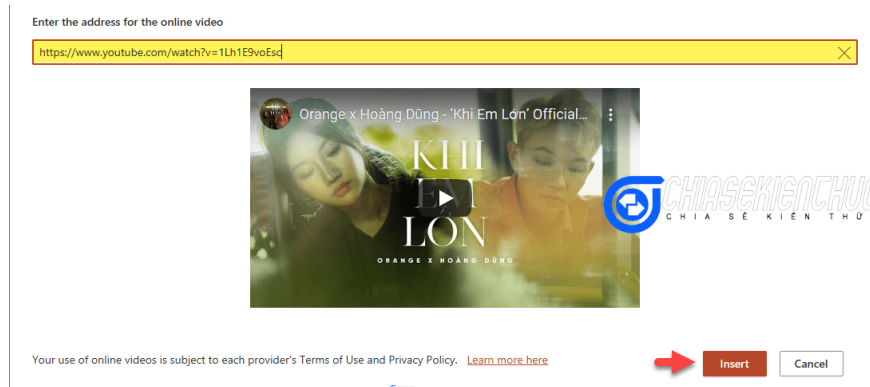 Enter the address for the online video
https://www.youtube.com/watch?v=1Lh1E9voEsc
Orange x Hoàng Dũng - ‘Khi Em Lớn’ Official...
KHI
EM
LỚN
ORANGE X HOÀNG DŨNG
CHIASEKIENTHUC
CHIA SẺ KIẾN THỨ
Your use of online videos is subject to each provider's Terms of Use and Privacy Policy. Learn more here
Insert
Cancel